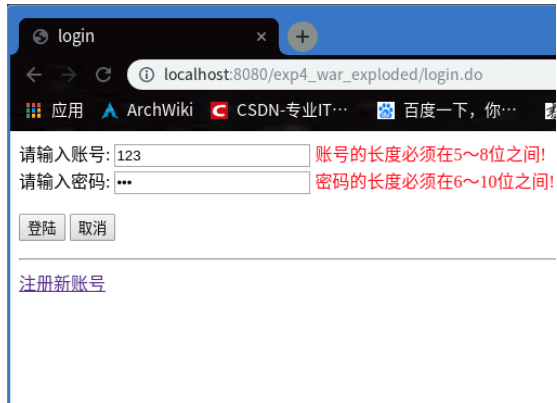 login
localhost:8080/exp4_war_exploded/login.do
应用 ArchWiki CSDN-专业IT… 百度一下，你…
请输入账号: 123 账号的长度必须在5～8位之间!
请输入密码: ••• 密码的长度必须在6～10位之间!
登陆 取消
注册新账号